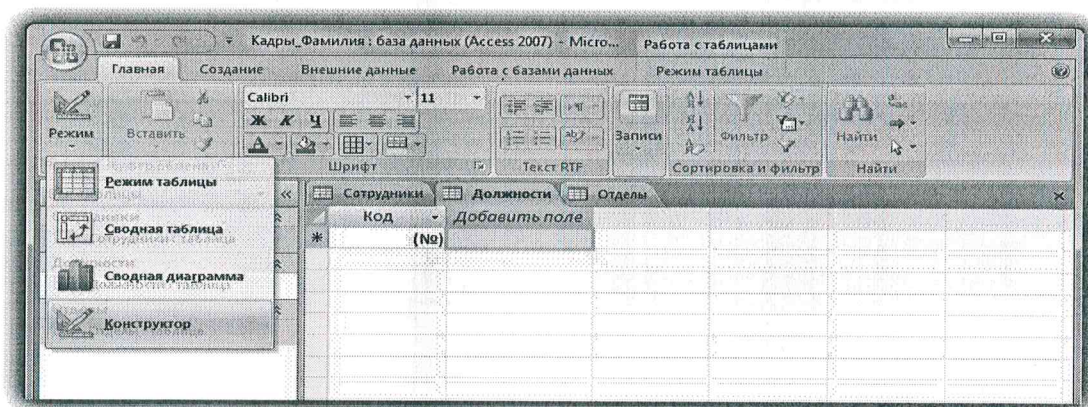 Кадры_Фамилия : база данных (Access 2007) - Micro... Работа с таблицами
Главная Создание Внешние данные Работа с базами данных Режим таблицы
Calibri 11
Режим Вставить Ж К Ч Записи Фильтр Найти
Шрифт Текст RTF Сортировка и фильтр Найти
Режим таблицы
Сводная таблица
Сводная диаграмма
Конструктор
Сотрудники Должности Отделы
Код Добавить поле
* (№)